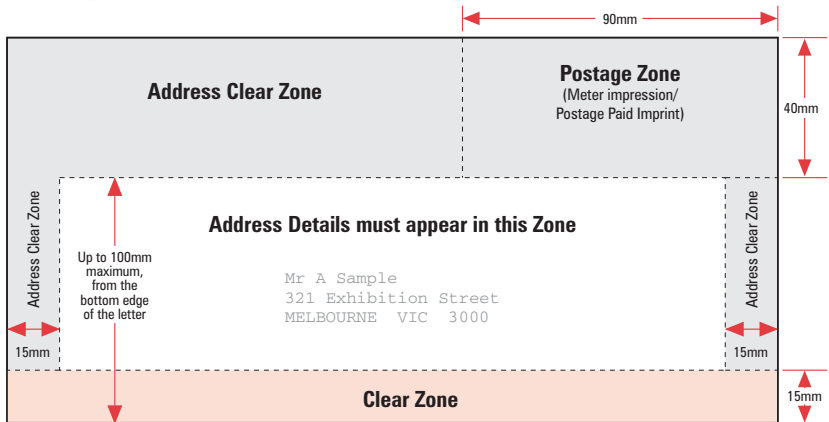 90mm
Address Clear Zone
Postage Zone
(Meter impression/
Postage Paid Imprint)
40mm
Address Clear Zone
Up to 100mm
maximum,
from the
bottom edge
of the letter
Address Details must appear in this Zone
Mr A Sample
321 Exhibition Street
MELBOURNE VIC 3000
Address Clear Zone
15mm
15mm
Clear Zone
15mm